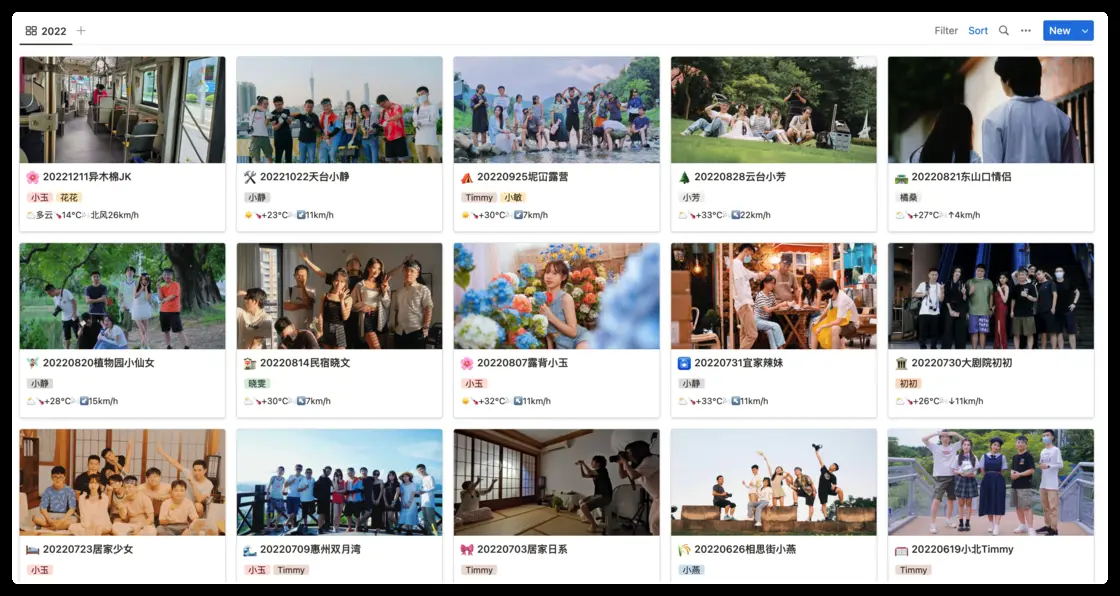 2022
Filter Sort New
20221211异木棉JK
小玉 花花
多云 14°C 北风26km/h
20221022天台小静
小静
+23°C 11km/h
20220925坭𠮙露营
Timmy 小敏
+30°C 7km/h
20220828云台小芳
小芳
+33°C 22km/h
20220821东山口情侣
橘桑
+27°C ↑4km/h
20220820植物园小仙女
小静
+28°C 15km/h
20220814民宿晓文
晓雯
+30°C 7km/h
20220807露背小玉
小玉
+32°C 11km/h
20220731宜家辣妹
小静
+33°C 11km/h
20220730大剧院初初
初初
+26°C ↓11km/h
20220723居家少女
小玉
20220709惠州双月湾
小玉 Timmy
20220703居家日系
Timmy
20220626相思街小燕
小燕
20220619小北Timmy
Timmy